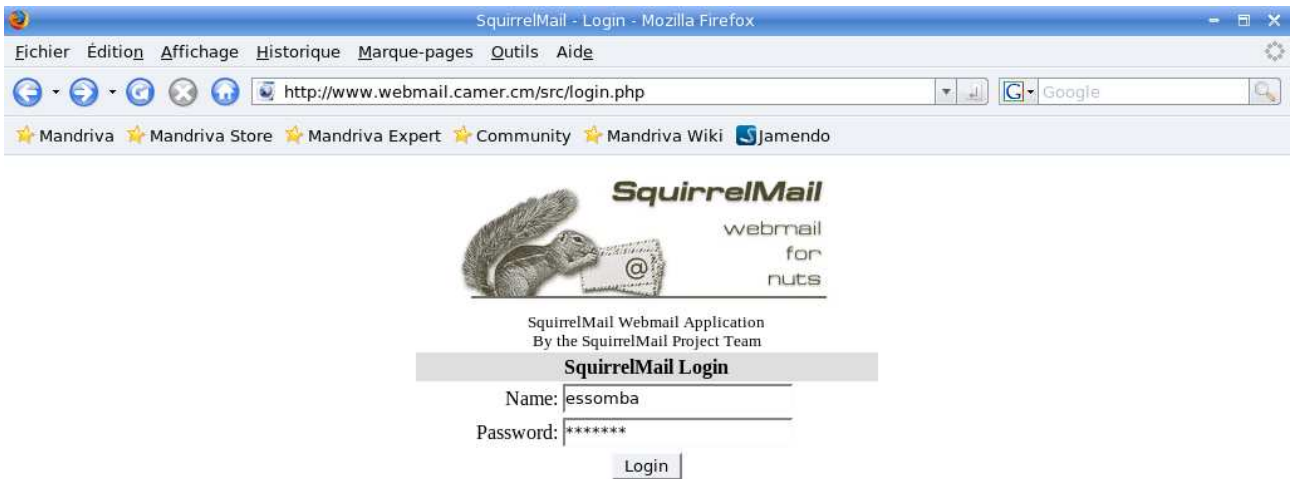 SquirrelMail - Login - Mozilla Firefox
Fichier Édition Affichage Historique Marque-pages Outils Aide
http://www.webmail.camer.cm/src/login.php
G Google
Mandriva Mandriva Store Mandriva Expert Community Mandriva Wiki Jamendo
SquirrelMail
webmail
for
nuts
@
SquirrelMail Webmail Application
By the SquirrelMail Project Team
SquirrelMail Login
Name: essomba
Password: *******
Login